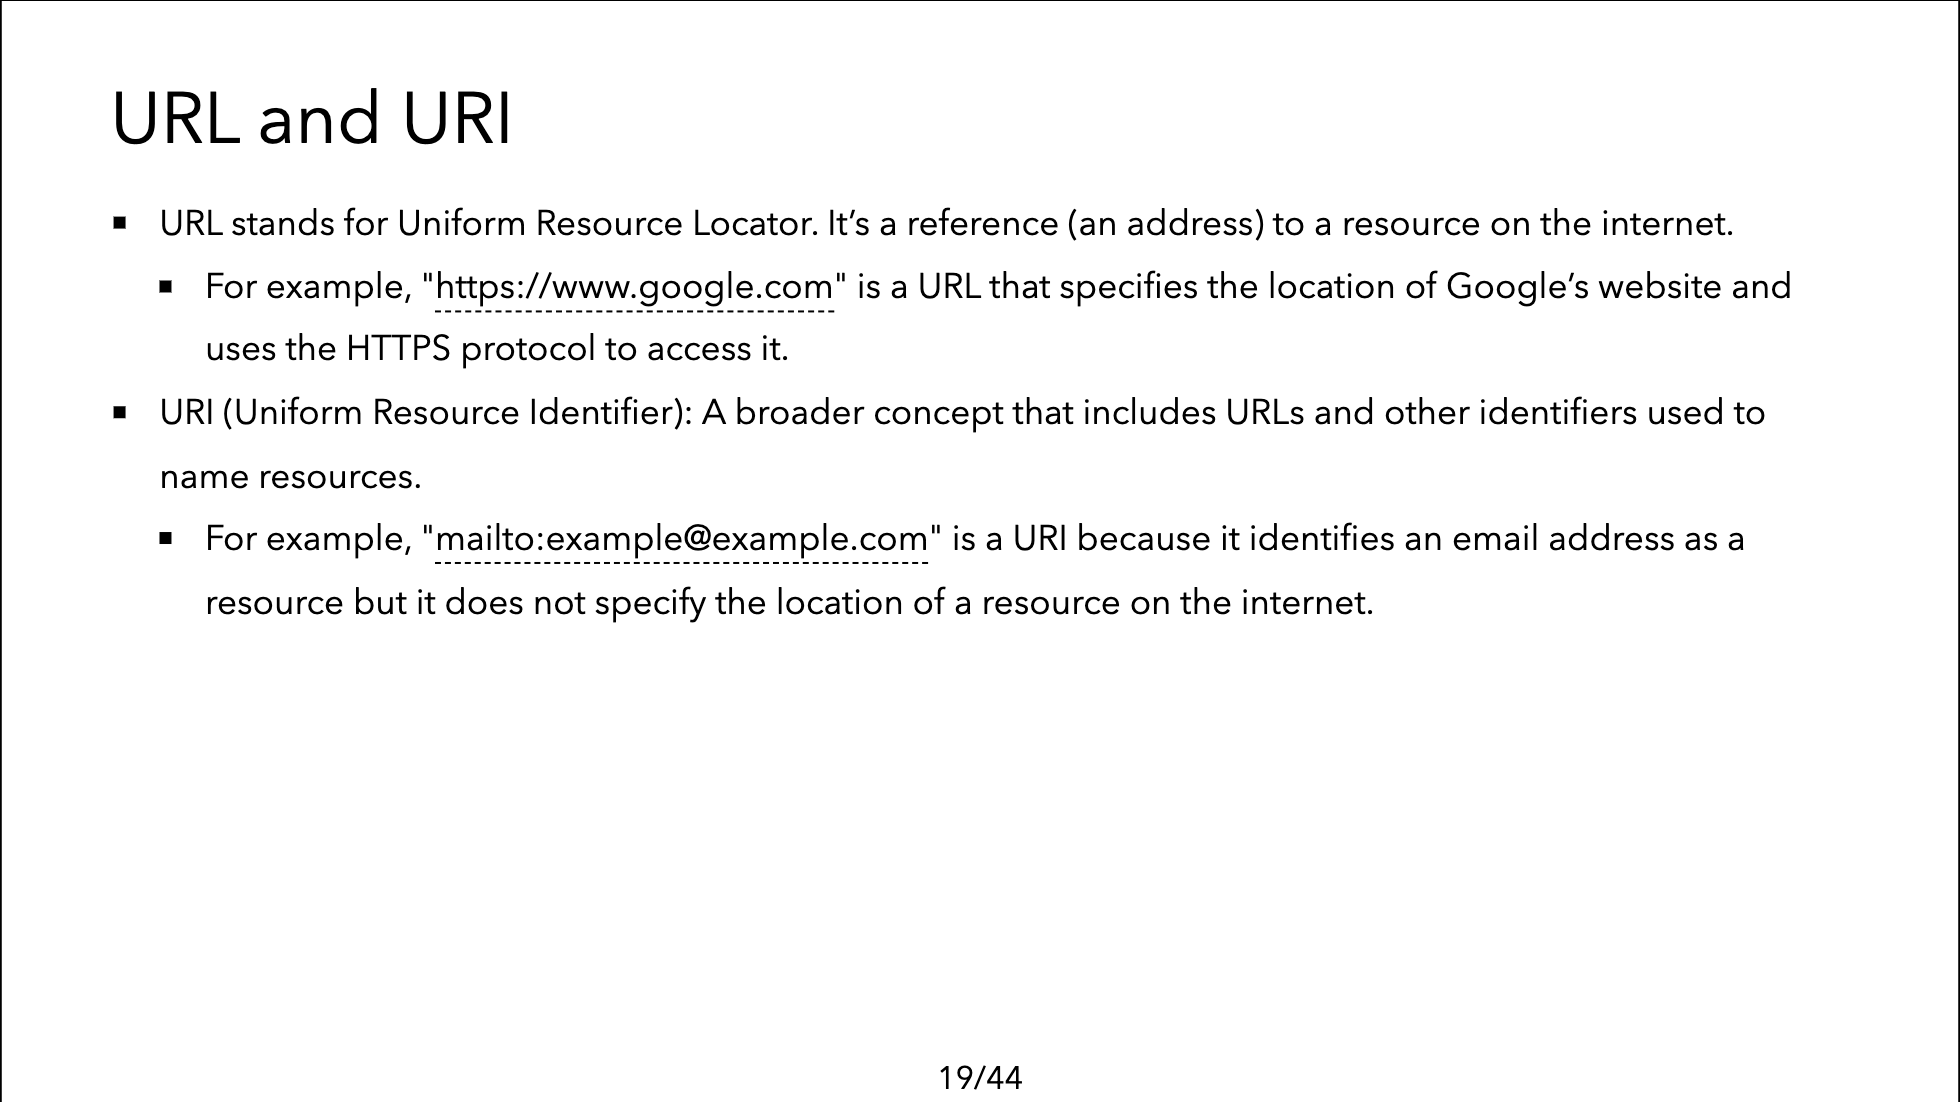 URL and URI
▪ URL stands for Uniform Resource Locator. It’s a reference (an address) to a resource on the internet.
▪ For example, "https://www.google.com" is a URL that specifies the location of Google’s website and
uses the HTTPS protocol to access it.
▪ URI (Uniform Resource Identifier): A broader concept that includes URLs and other identifiers used to
name resources.
▪ For example, "mailto:example@example.com" is a URI because it identifies an email address as a
resource but it does not specify the location of a resource on the internet.
19/44